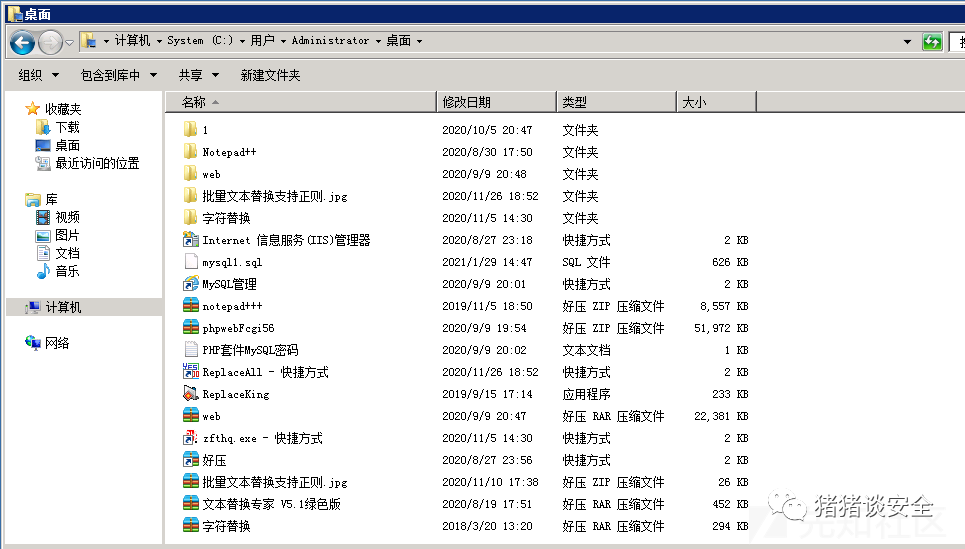 桌面
计算机 System (C:) 用户 Administrator 桌面
组织 包含到库中 共享 新建文件夹
收藏夹
下载
桌面
最近访问的位置
库
视频
图片
文档
音乐
计算机
网络
名称 修改日期 类型 大小
1 2020/10/5 20:47 文件夹
Notepad++ 2020/8/30 17:50 文件夹
web 2020/9/9 20:48 文件夹
批量文本替换支持正则.jpg 2020/11/26 18:52 文件夹
字符替换 2020/11/5 14:30 文件夹
Internet 信息服务(IIS)管理器 2020/8/27 23:18 快捷方式 2 KB
mysql1.sql 2021/1/29 14:47 SQL 文件 626 KB
MySQL管理 2020/9/9 20:01 快捷方式 2 KB
notepad+++ 2019/11/5 18:50 好压 ZIP 压缩文件 8,557 KB
phpwebFcgi56 2020/9/9 19:54 好压 ZIP 压缩文件 51,972 KB
PHP套件MySQL密码 2020/9/9 20:02 文本文档 1 KB
ReplaceAll - 快捷方式 2020/11/26 18:52 快捷方式 2 KB
ReplaceKing 2019/9/15 17:14 应用程序 233 KB
web 2020/9/9 20:47 好压 RAR 压缩文件 22,381 KB
zfthq.exe - 快捷方式 2020/11/5 14:30 快捷方式 2 KB
好压 2020/8/27 23:56 快捷方式 2 KB
批量文本替换支持正则.jpg 2020/11/10 17:38 好压 ZIP 压缩文件 26 KB
文本替换专家 V5.1绿色版 2020/8/19 17:51 好压 RAR 压缩文件 452 KB
字符替换 2018/3/20 13:20 好压 RAR 压缩文件 294 KB
猪猪谈安全
先知社区